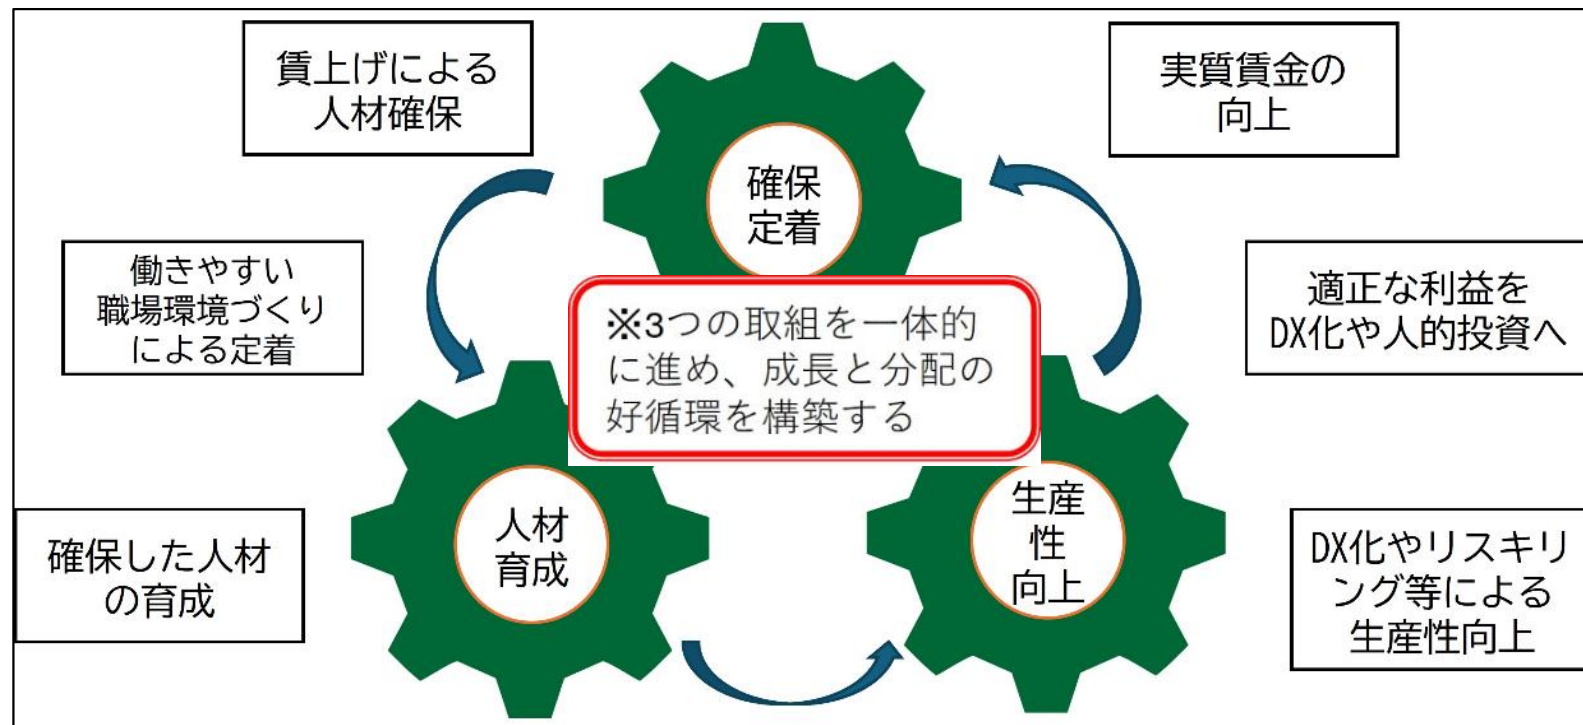 賃上げによる
人材確保
実質賃金の
向上
確保
定着
働きやすい
職場環境づくり
による定着
適正な利益を
DX化や人的投資へ
※3つの取組を一体的
に進め、成長と分配の
好循環を構築する
確保した人材
の育成
人材
育成
生産
性
向上
DX化やリスキリ
ング等による
生産性向上